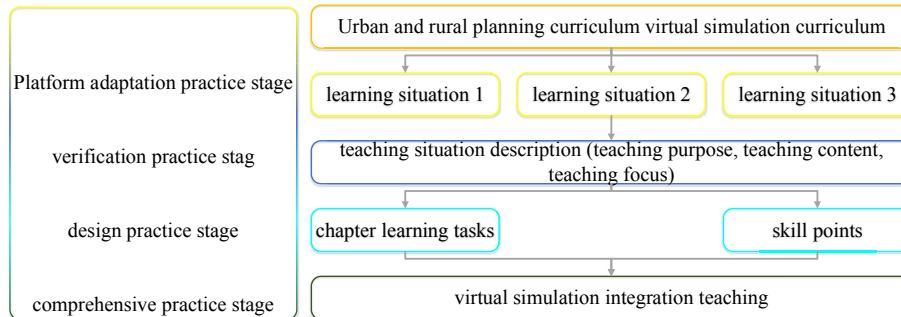 Urban and rural planning curriculum virtual simulation curriculum
Platform adaptation practice stage
learning situation 1
learning situation 2
learning situation 3
verification practice stag
teaching situation description (teaching purpose, teaching content,
teaching focus)
design practice stage
chapter learning tasks
skill points
comprehensive practice stage
virtual simulation integration teaching